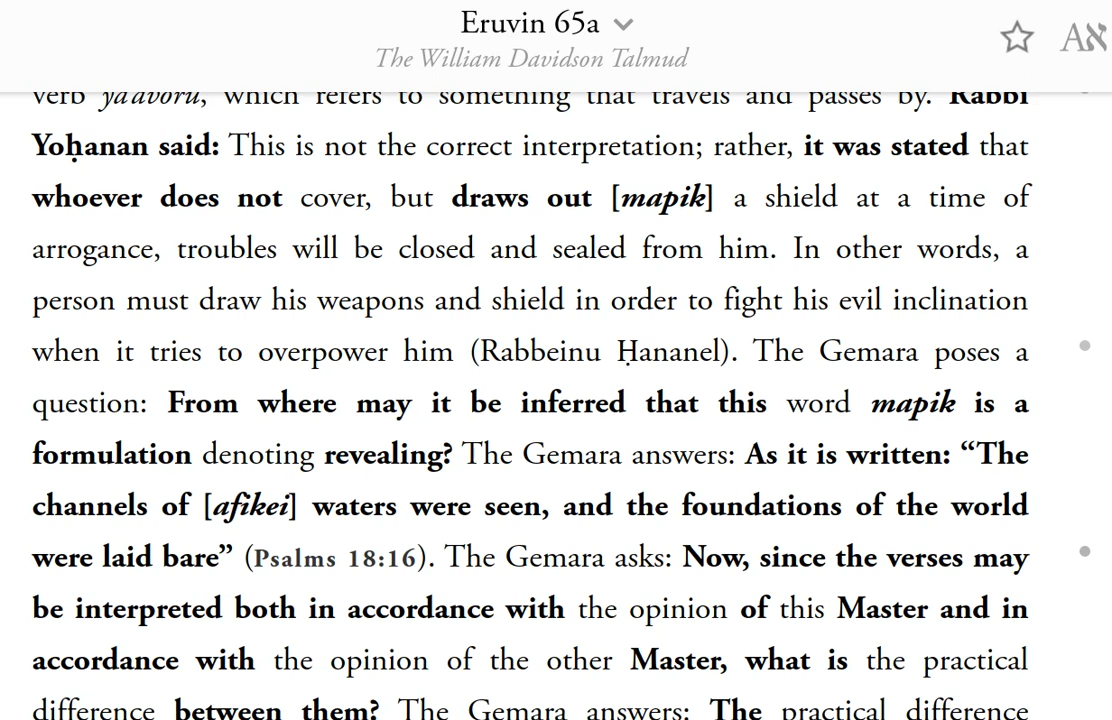 Eruvin 65a
The William Davidson Talmud
Aא
verb ya'avoru, which refers to something that travels and passes by. Rabbi
Yoḥanan said: This is not the correct interpretation; rather, it was stated that
whoever does not cover, but draws out [mapik] a shield at a time of
arrogance, troubles will be closed and sealed from him. In other words, a
person must draw his weapons and shield in order to fight his evil inclination
when it tries to overpower him (Rabbeinu Ḥananel). The Gemara poses a
question: From where may it be inferred that this word mapik is a
formulation denoting revealing? The Gemara answers: As it is written: “The
channels of [afikei] waters were seen, and the foundations of the world
were laid bare” (Psalms 18:16). The Gemara asks: Now, since the verses may
be interpreted both in accordance with the opinion of this Master and in
accordance with the opinion of the other Master, what is the practical
difference between them? The Gemara answers: The practical difference